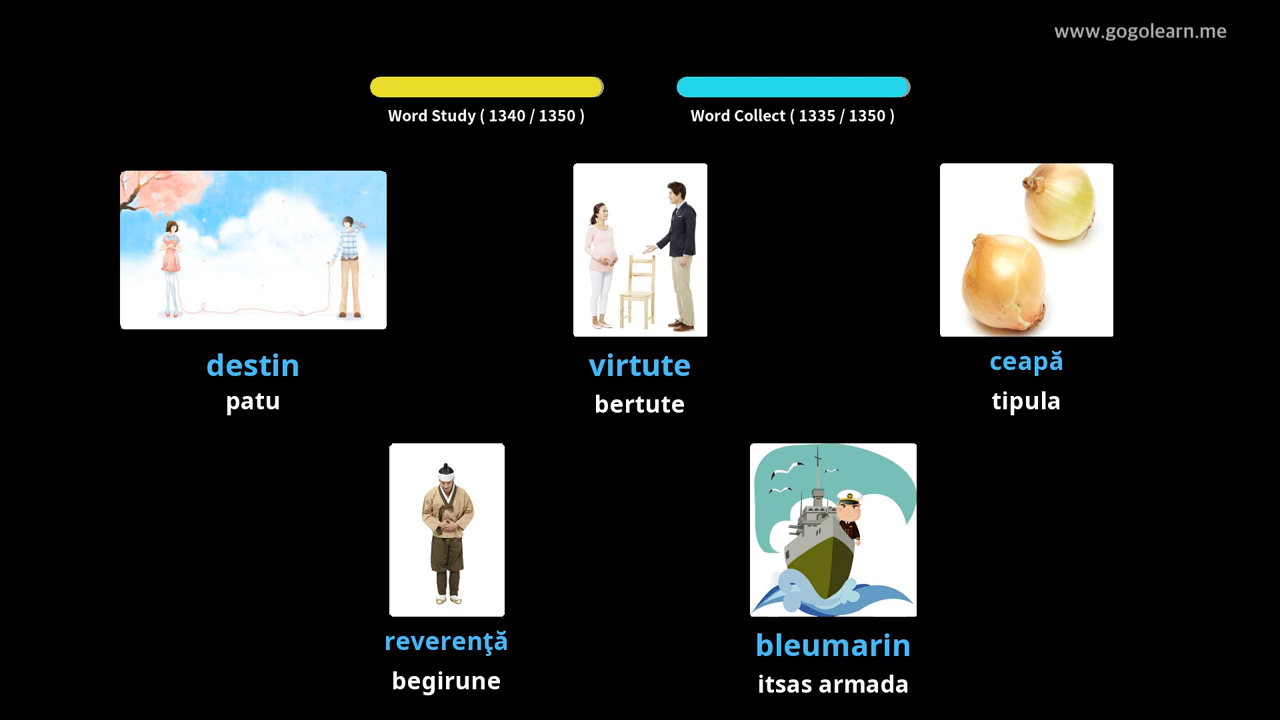 www.gogolearn.me
Word Study ( 1340 / 1350 )
Word Collect ( 1335 / 1350 )
destin
patu
virtute
bertute
ceapă
tipula
reverenţă
begirune
bleumarin
itsas armada